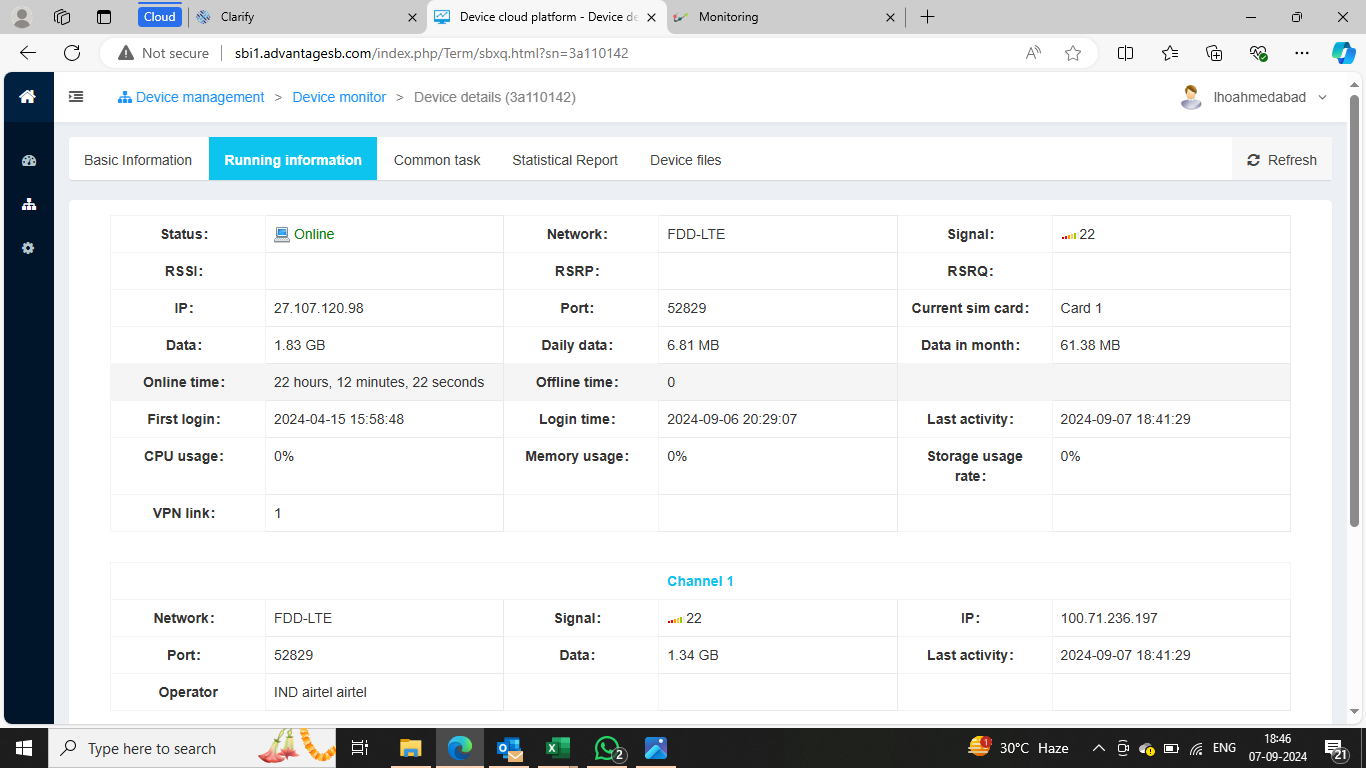 Cloud
Clarify
Device cloud platform - Device de
Monitoring
Not secure
sbi1.advantagesb.com/index.php/Term/sbxq.html?sn=3a110142
Device management > Device monitor > Device details (3a110142)
lhoahmedabad
Basic Information Running information Common task Statistical Report Device files Refresh
Status: Online Network: FDD-LTE Signal: 22
RSSI: RSRP: RSRQ:
IP: 27.107.120.98 Port: 52829 Current sim card: Card 1
Data: 1.83 GB Daily data: 6.81 MB Data in month: 61.38 MB
Online time: 22 hours, 12 minutes, 22 seconds Offline time: 0
First login: 2024-04-15 15:58:48 Login time: 2024-09-06 20:29:07 Last activity: 2024-09-07 18:41:29
CPU usage: 0% Memory usage: 0% Storage usage rate: 0%
VPN link: 1
Channel 1
Network: FDD-LTE Signal: 22 IP: 100.71.236.197
Port: 52829 Data: 1.34 GB Last activity: 2024-09-07 18:41:29
Operator IND airtel airtel
Type here to search
2
1
30°C Haze
ENG
18:46
07-09-2024
21